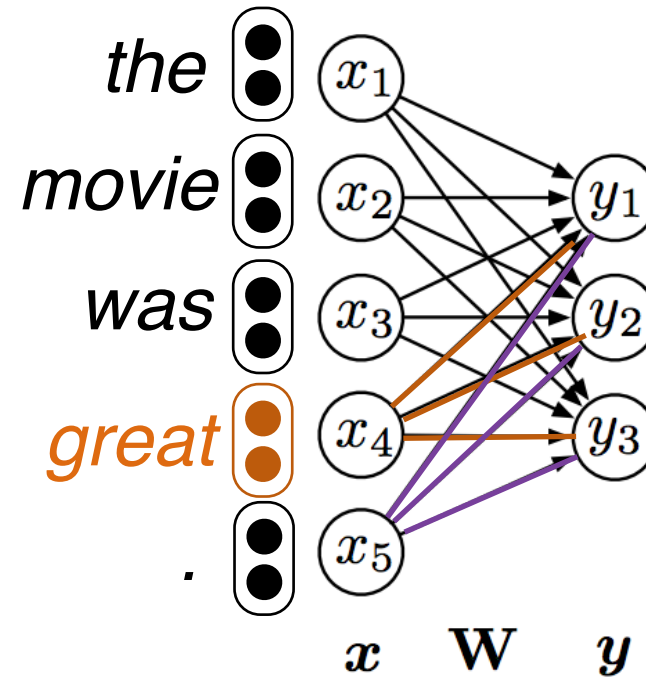 the x1
movie x2 y1
was x3 y2
great x4 y3
. x5
x W y